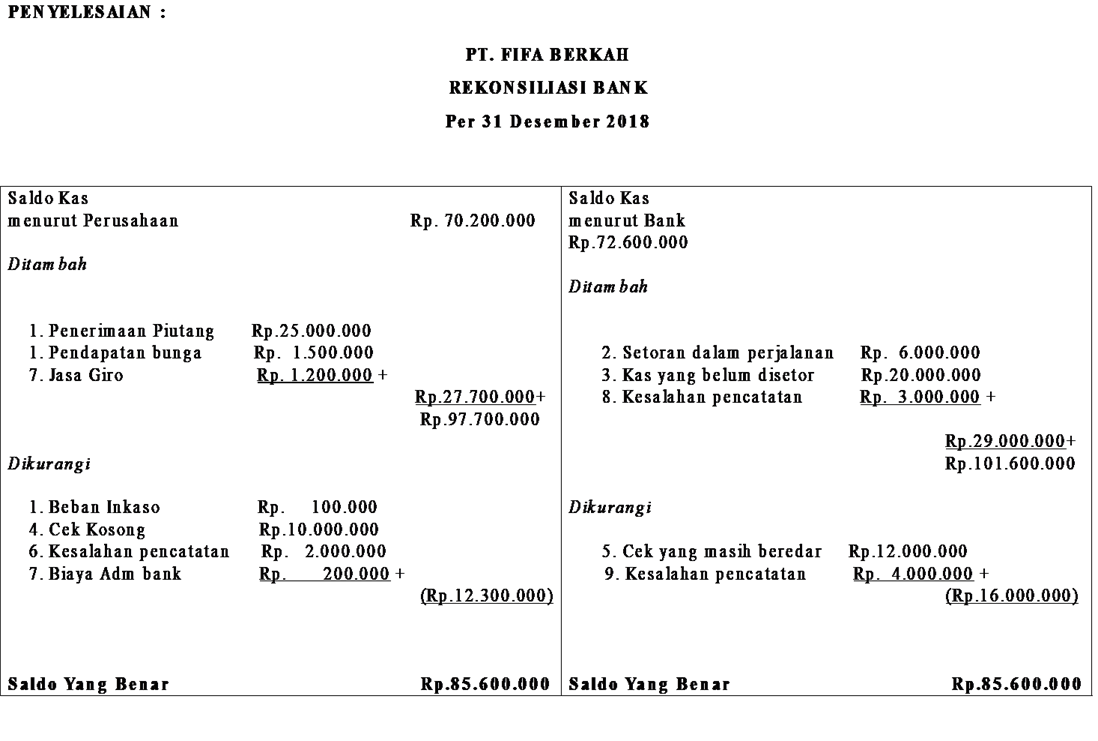 PENYELESAIAN :
PT. FIFA BERKAH
REKONSILIASI BANK
Per 31 Desember 2018
Saldo Kas
menurut Perusahaan Rp. 70.200.000
Ditambah
1. Penerimaan Piutang Rp.25.000.000
1. Pendapatan bunga Rp. 1.500.000
7. Jasa Giro Rp. 1.200.000 +
Rp.27.700.000+
Rp.97.700.000
Dikurangi
1. Beban Inkaso Rp. 100.000
4. Cek Kosong Rp.10.000.000
6. Kesalahan pencatatan Rp. 2.000.000
7. Biaya Adm bank Rp. 200.000 +
(Rp.12.300.000)
Saldo Yang Benar Rp.85.600.000
Saldo Kas
menurut Bank
Rp.72.600.000
Ditambah
2. Setoran dalam perjalanan Rp. 6.000.000
3. Kas yang belum disetor Rp.20.000.000
8. Kesalahan pencatatan Rp. 3.000.000 +
Rp.29.000.000+
Rp.101.600.000
Dikurangi
5. Cek yang masih beredar Rp.12.000.000
9. Kesalahan pencatatan Rp. 4.000.000 +
(Rp.16.000.000)
Saldo Yang Benar Rp.85.600.000